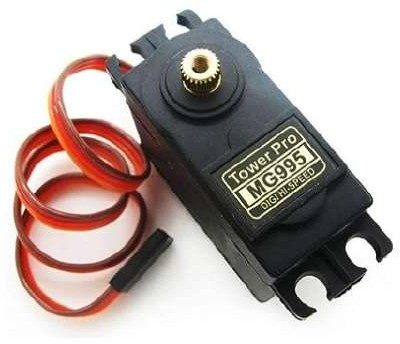 Tower Pro
MG995
DIGI HI-SPEED